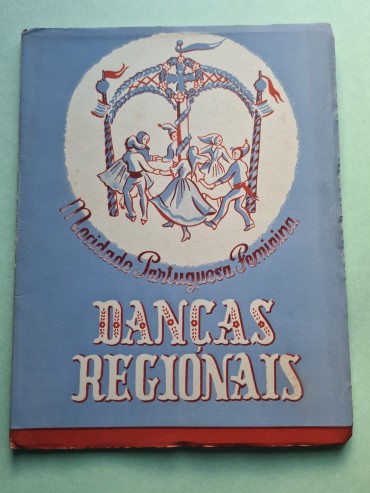 Mocidade Portuguesa Feminina
DANÇAS
REGIONAIS